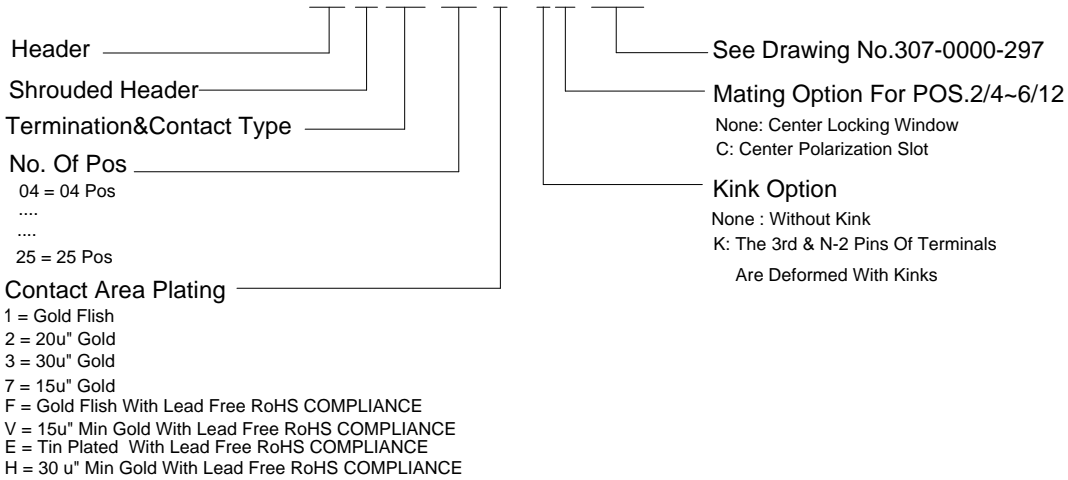 Header
Shrouded Header
Termination&Contact Type
No. Of Pos
04 = 04 Pos
....
....
25 = 25 Pos
Contact Area Plating
1 = Gold Flish
2 = 20u" Gold
3 = 30u" Gold
7 = 15u" Gold
F = Gold Flish With Lead Free RoHS COMPLIANCE
V = 15u" Min Gold With Lead Free RoHS COMPLIANCE
E = Tin Plated With Lead Free RoHS COMPLIANCE
H = 30 u" Min Gold With Lead Free RoHS COMPLIANCE
See Drawing No.307-0000-297
Mating Option For POS.2/4~6/12
None: Center Locking Window
C: Center Polarization Slot
Kink Option
None : Without Kink
K: The 3rd & N-2 Pins Of Terminals
Are Deformed With Kinks